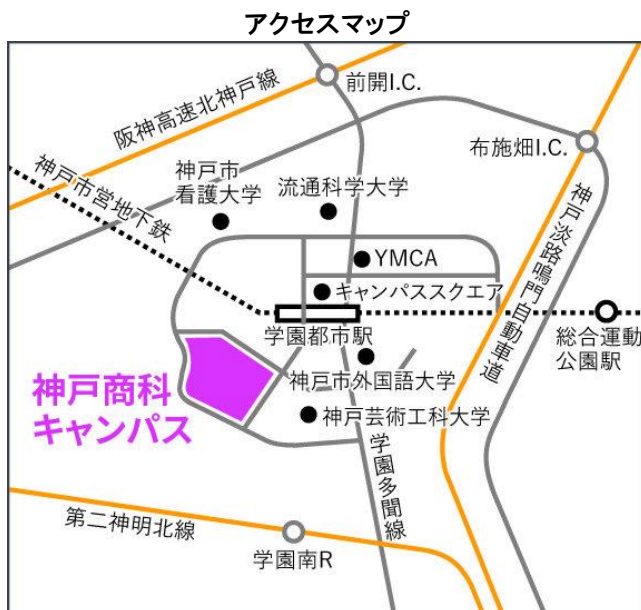 アクセスマップ
前開I.C.
阪神高速北神戸線
布施畑I.C.
神戸市
看護大学
流通科学大学
神戸市営地下鉄
YMCA
キャンパススクエア
神戸淡路鳴門自動車道
学園都市駅
総合運動
公園駅
神戸市外国語大学
神戸商科
キャンパス
神戸芸術工科大学
学園多聞線
第二神明北線
学園南R